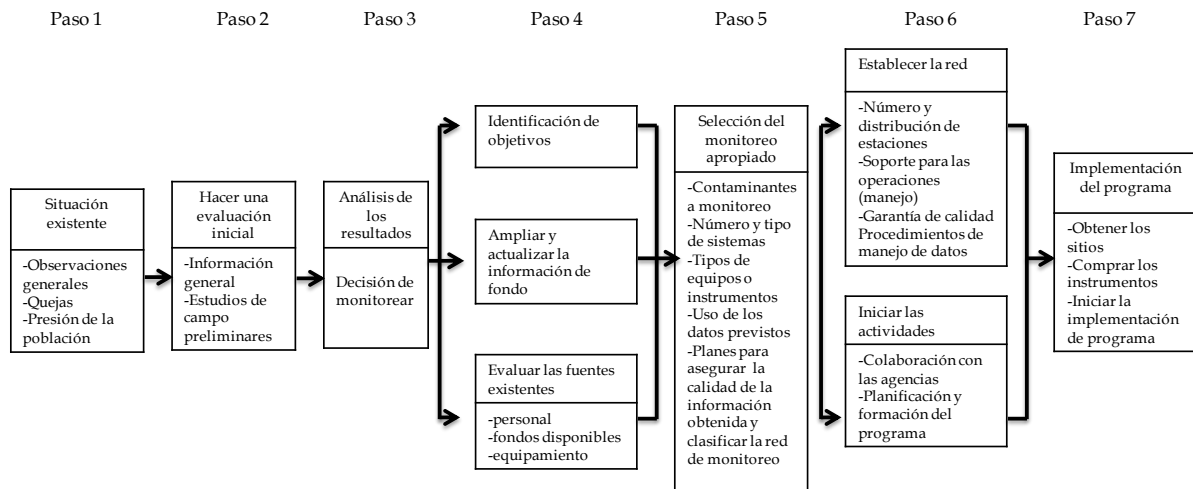 Paso 1
Paso 2
Paso 3
Paso 4
Paso 5
Paso 6
Paso 7
Situación
existente
-Observaciones
generales
-Quejas
-Presión de la
población
Hacer una
evaluación
inicial
-Información
general
-Estudios de
campo
preliminares
Análisis de
los
resultados
Decisión de
monitorear
Identificación de
objetivos
Ampliar y
actualizar la
información de
fondo
Evaluar las fuentes
existentes
-personal
-fondos disponibles
-equipamiento
Selección del
monitoreo
apropiado
-Contaminantes
a monitoreo
-Número y tipo
de sistemas
-Tipos de
equipos o
instrumentos
-Uso de los
datos previstos
-Planes para
asegurar la
calidad de la
información
obtenida y
clasificar la red
de monitoreo
Establecer la red
-Número y
distribución de
estaciones
-Soporte para las
operaciones
(manejo)
-Garantía de calidad
Procedimientos de
manejo de datos
Iniciar las
actividades
-Colaboración con
las agencias
-Planificación y
formación del
programa
Implementación
del programa
-Obtener los
sitios
-Comprar los
instrumentos
-Iniciar la
implementación
de programa